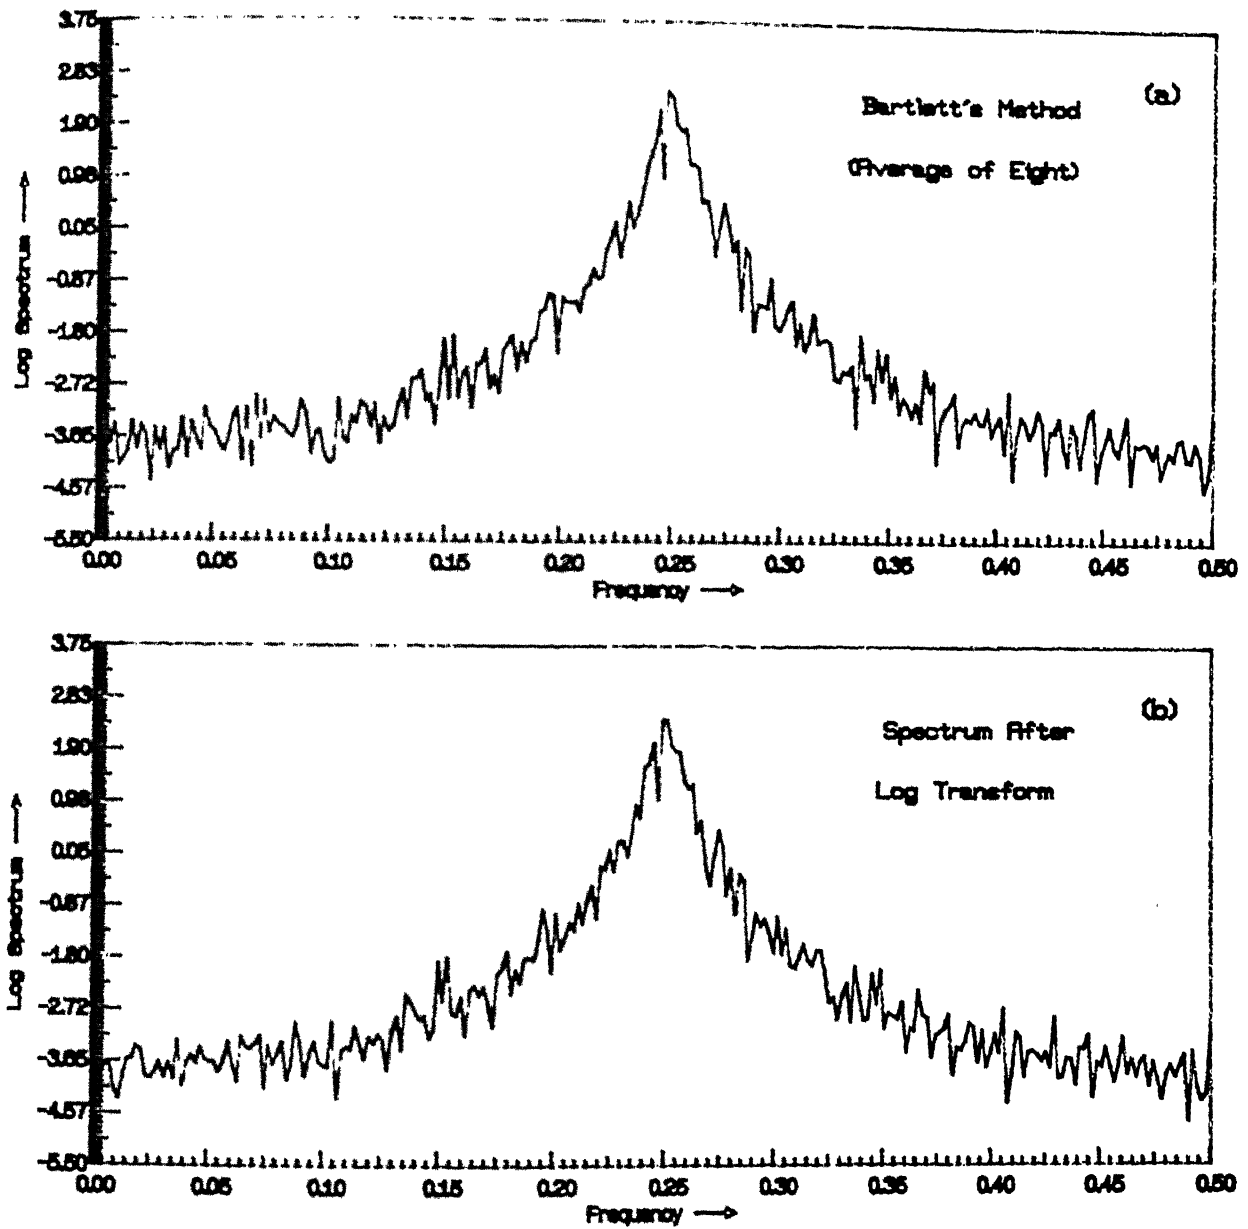 3.75
2.83
1.90
0.98
0.05
-0.87
-1.80
-2.72
-3.65
-4.57
-5.50
Log Spectrum
(a)
Bartlett's Method
(Average of Eight)
0.00 0.05 0.10 0.15 0.20 0.25 0.30 0.35 0.40 0.45 0.50
Frequency
3.75
2.83
1.90
0.98
0.05
-0.87
-1.80
-2.72
-3.65
-4.57
-5.50
Log Spectrum
(b)
Spectrum After
Log Transform
0.00 0.05 0.10 0.15 0.20 0.25 0.30 0.35 0.40 0.45 0.50
Frequency